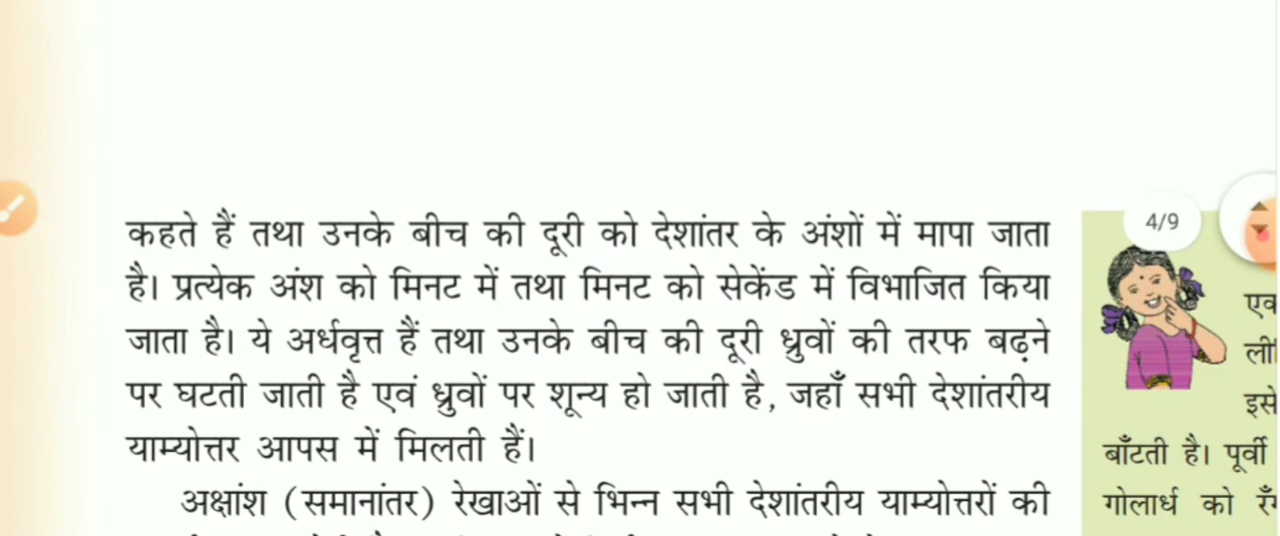 कहते हैं तथा उनके बीच की दूरी को देशांतर के अंशों में मापा जाता
है। प्रत्येक अंश को मिनट में तथा मिनट को सेकेंड में विभाजित किया
जाता है। ये अर्धवृत्त हैं तथा उनके बीच की दूरी ध्रुवों की तरफ बढ़ने
पर घटती जाती है एवं ध्रुवों पर शून्य हो जाती है, जहाँ सभी देशांतरीय
याम्योत्तर आपस में मिलती हैं।
अक्षांश (समानांतर) रेखाओं से भिन्न सभी देशांतरीय याम्योत्तरों की
4/9
बाँटती है। पूर्वी
गोलार्ध को